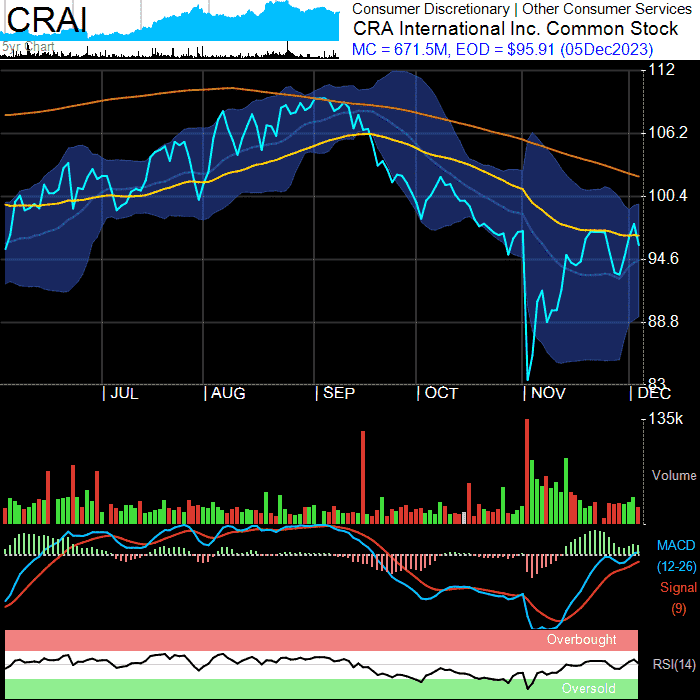 CRAI
5yr Chart
Consumer Discretionary | Other Consumer Services
CRA International Inc. Common Stock
MC = 671.5M, EOD = $95.91 (05Dec2023)
112
106.2
100.4
94.6
88.8
83
JUL AUG SEP OCT NOV DEC
135k
Volume
MACD
(12-26)
Signal
(9)
Overbought
RSI(14)
Oversold